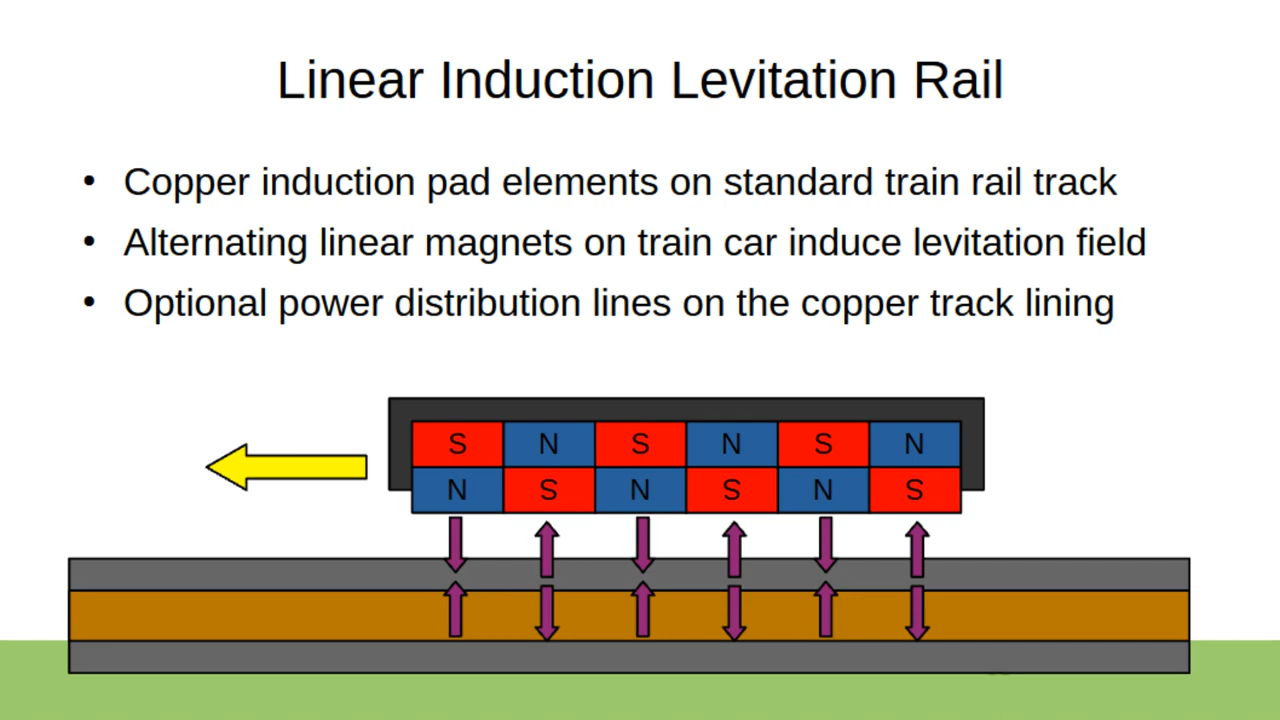 Linear Induction Levitation Rail
• Copper induction pad elements on standard train rail track
• Alternating linear magnets on train car induce levitation field
• Optional power distribution lines on the copper track lining
S N S N S N
N S N S N S